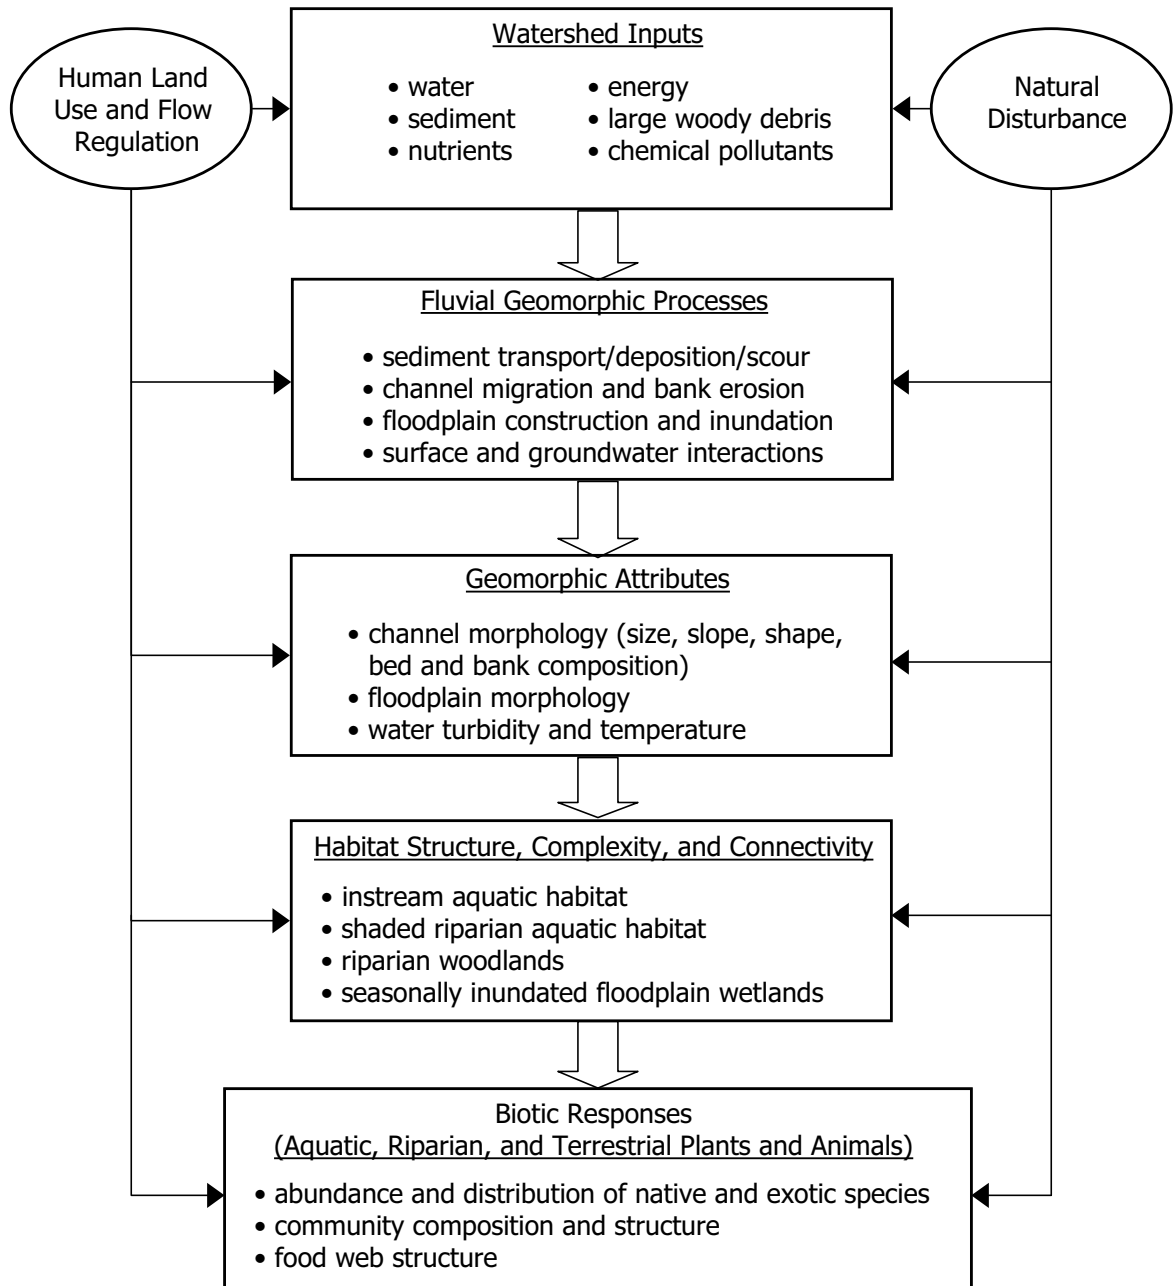 Human Land
Use and Flow
Regulation
Watershed Inputs
• water
• sediment
• nutrients
• energy
• large woody debris
• chemical pollutants
Natural
Disturbance
Fluvial Geomorphic Processes
• sediment transport/deposition/scour
• channel migration and bank erosion
• floodplain construction and inundation
• surface and groundwater interactions
Geomorphic Attributes
• channel morphology (size, slope, shape,
bed and bank composition)
• floodplain morphology
• water turbidity and temperature
Habitat Structure, Complexity, and Connectivity
• instream aquatic habitat
• shaded riparian aquatic habitat
• riparian woodlands
• seasonally inundated floodplain wetlands
Biotic Responses
(Aquatic, Riparian, and Terrestrial Plants and Animals)
• abundance and distribution of native and exotic species
• community composition and structure
• food web structure